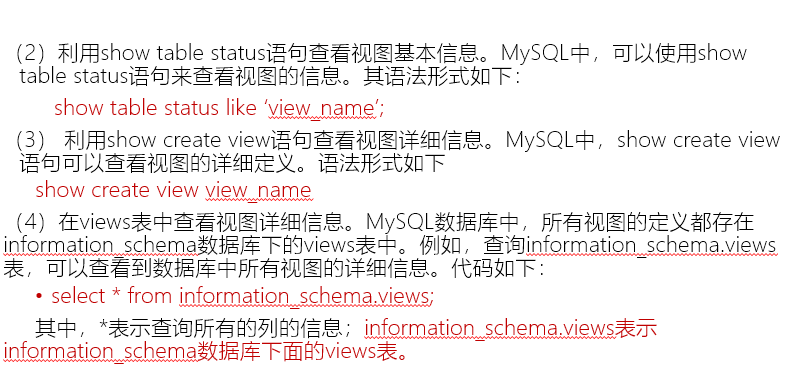 （2）利用show table status语句查看视图基本信息。MySQL中，可以使用show
table status语句来查看视图的信息。其语法形式如下：
show table status like ‘view_name‘;
（3） 利用show create view语句查看视图详细信息。MySQL中，show create view
语句可以查看视图的详细定义。语法形式如下
show create view view_name
（4）在views表中查看视图详细信息。MySQL数据库中，所有视图的定义都存在
information_schema数据库下的views表中。例如，查询information_schema.views
表，可以查看到数据库中所有视图的详细信息。代码如下：
• select * from information_schema.views;
其中，*表示查询所有的列的信息；information_schema.views表示
information_schema数据库下面的views表。